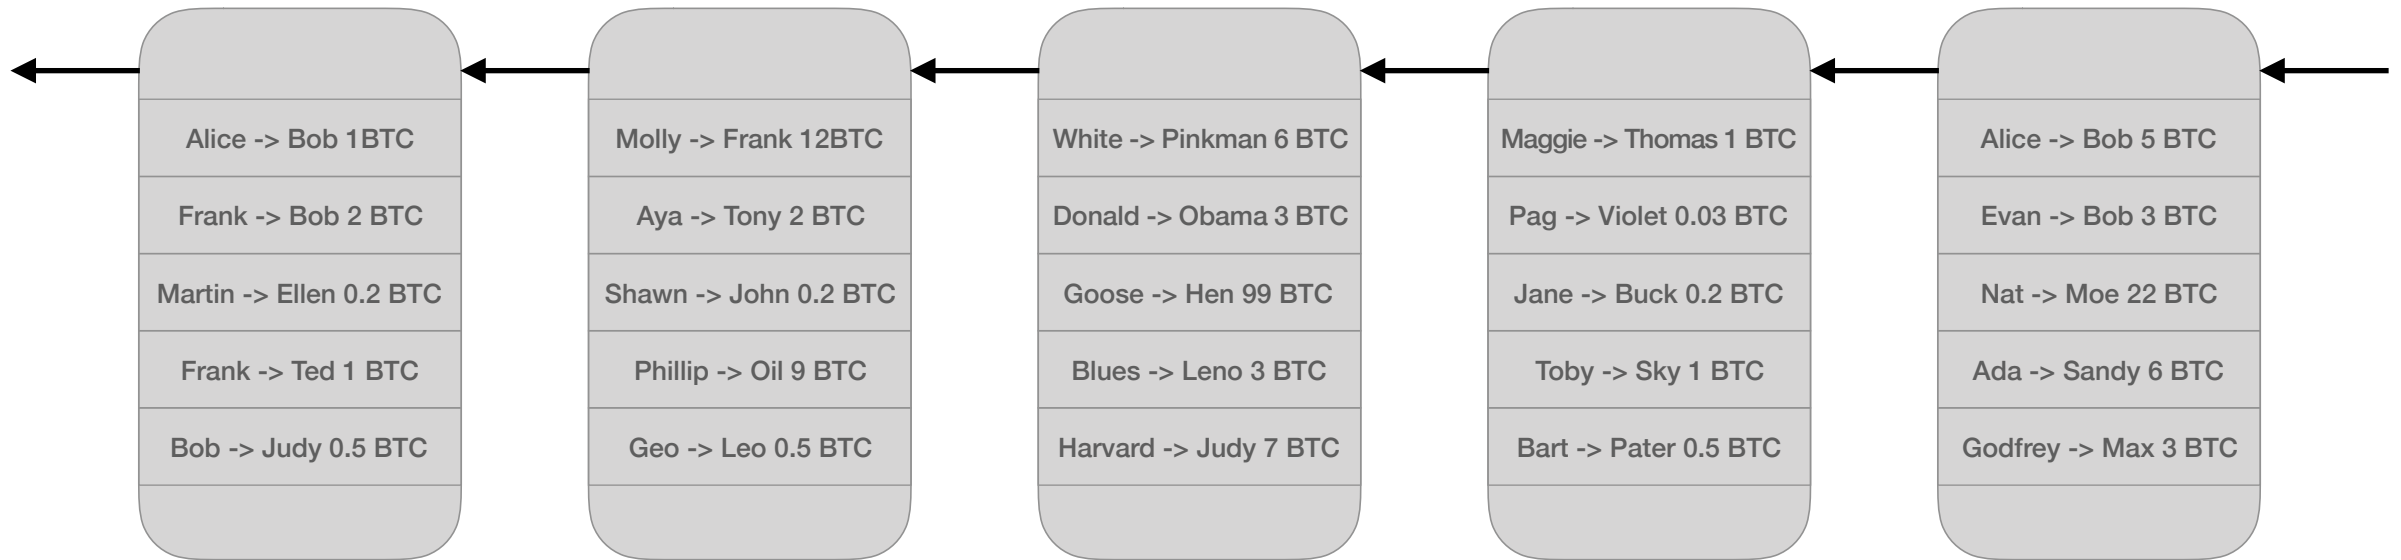 Alice -> Bob 1BTC
Frank -> Bob 2 BTC
Martin -> Ellen 0.2 BTC
Frank -> Ted 1 BTC
Bob -> Judy 0.5 BTC
Molly -> Frank 12BTC
Aya -> Tony 2 BTC
Shawn -> John 0.2 BTC
Phillip -> Oil 9 BTC
Geo -> Leo 0.5 BTC
White -> Pinkman 6 BTC
Donald -> Obama 3 BTC
Goose -> Hen 99 BTC
Blues -> Leno 3 BTC
Harvard -> Judy 7 BTC
Maggie -> Thomas 1 BTC
Pag -> Violet 0.03 BTC
Jane -> Buck 0.2 BTC
Toby -> Sky 1 BTC
Bart -> Pater 0.5 BTC
Alice -> Bob 5 BTC
Evan -> Bob 3 BTC
Nat -> Moe 22 BTC
Ada -> Sandy 6 BTC
Godfrey -> Max 3 BTC